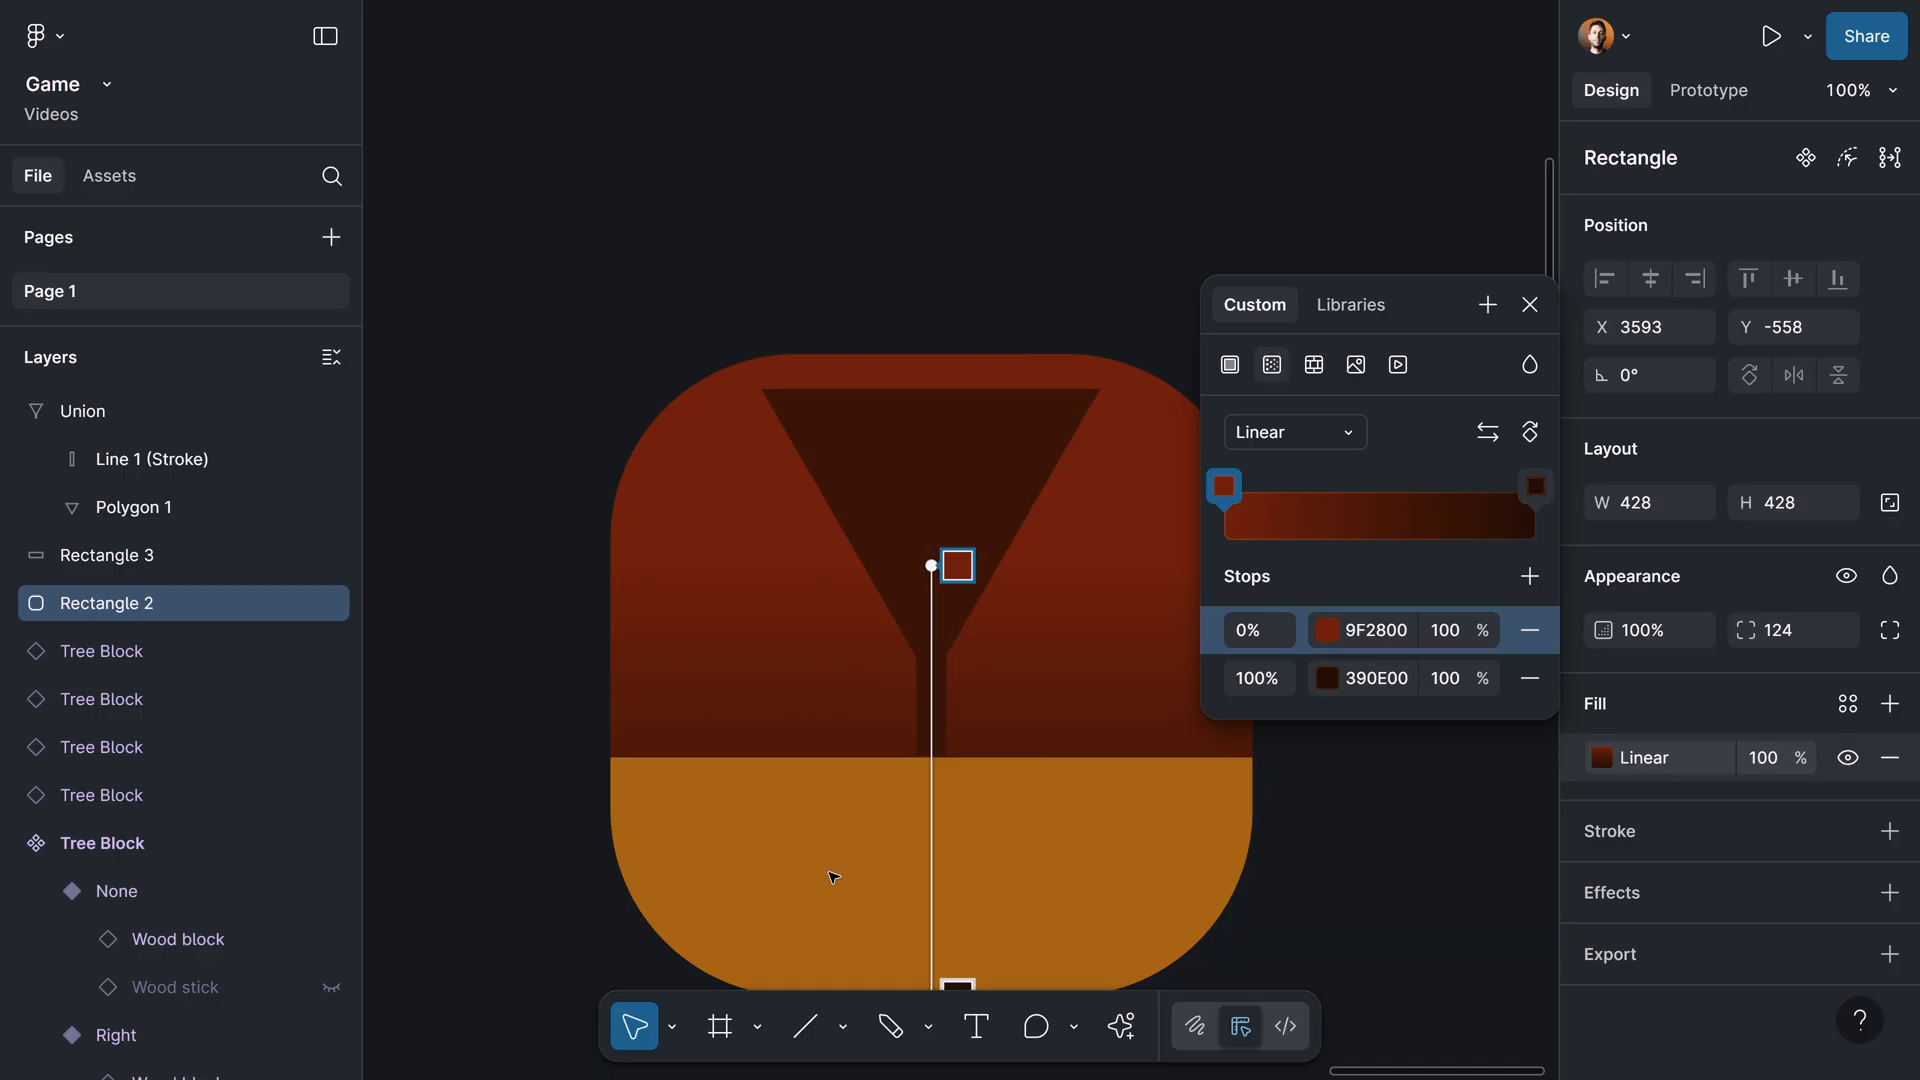 Game
Videos
File
Assets
Pages
Page 1
Layers
Union
Line 1 (Stroke)
Polygon 1
Rectangle 3
Rectangle 2
Tree Block
Tree Block
Tree Block
Tree Block
Tree Block
None
Wood block
Wood stick
Right
Custom
Libraries
Linear
Stops
0%
9F2800
100
%
100%
390E00
100
%
Share
Design
Prototype
100%
Rectangle
Position
X 3593
Y -558
0°
Layout
W 428
H 428
Appearance
100%
124
Fill
Linear
100
%
Stroke
Effects
Export
?